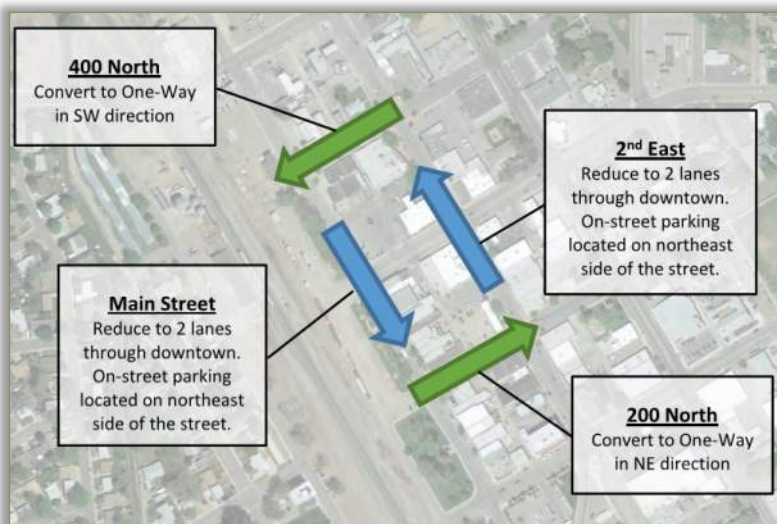 400 North
Convert to One-Way
in SW direction
2nd East
Reduce to 2 lanes
through downtown.
On-street parking
located on northeast
side of the street.
Main Street
Reduce to 2 lanes
through downtown.
On-street parking
located on northeast
side of the street.
200 North
Convert to One-Way
in NE direction